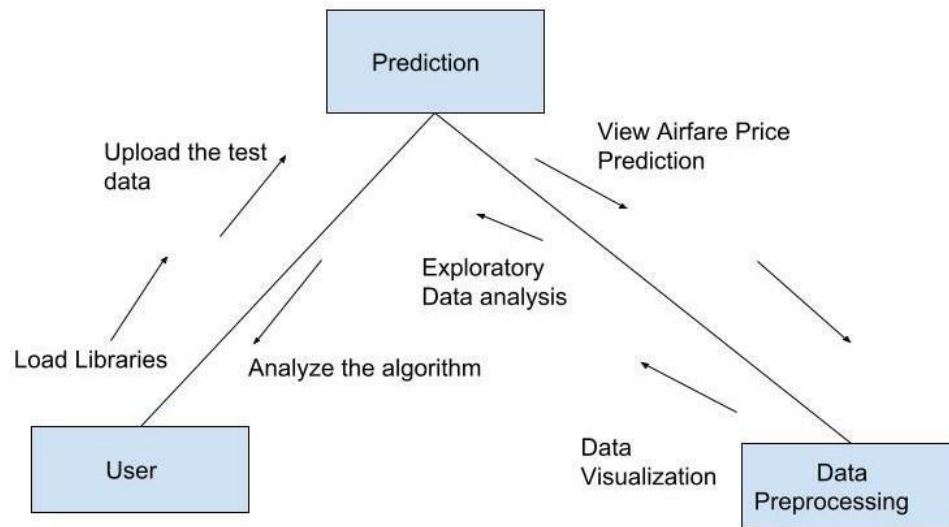 Prediction
Upload the test
data
View Airfare Price
Prediction
Exploratory
Data analysis
Load Libraries
Analyze the algorithm
User
Data
Visualization
Data
Preprocessing